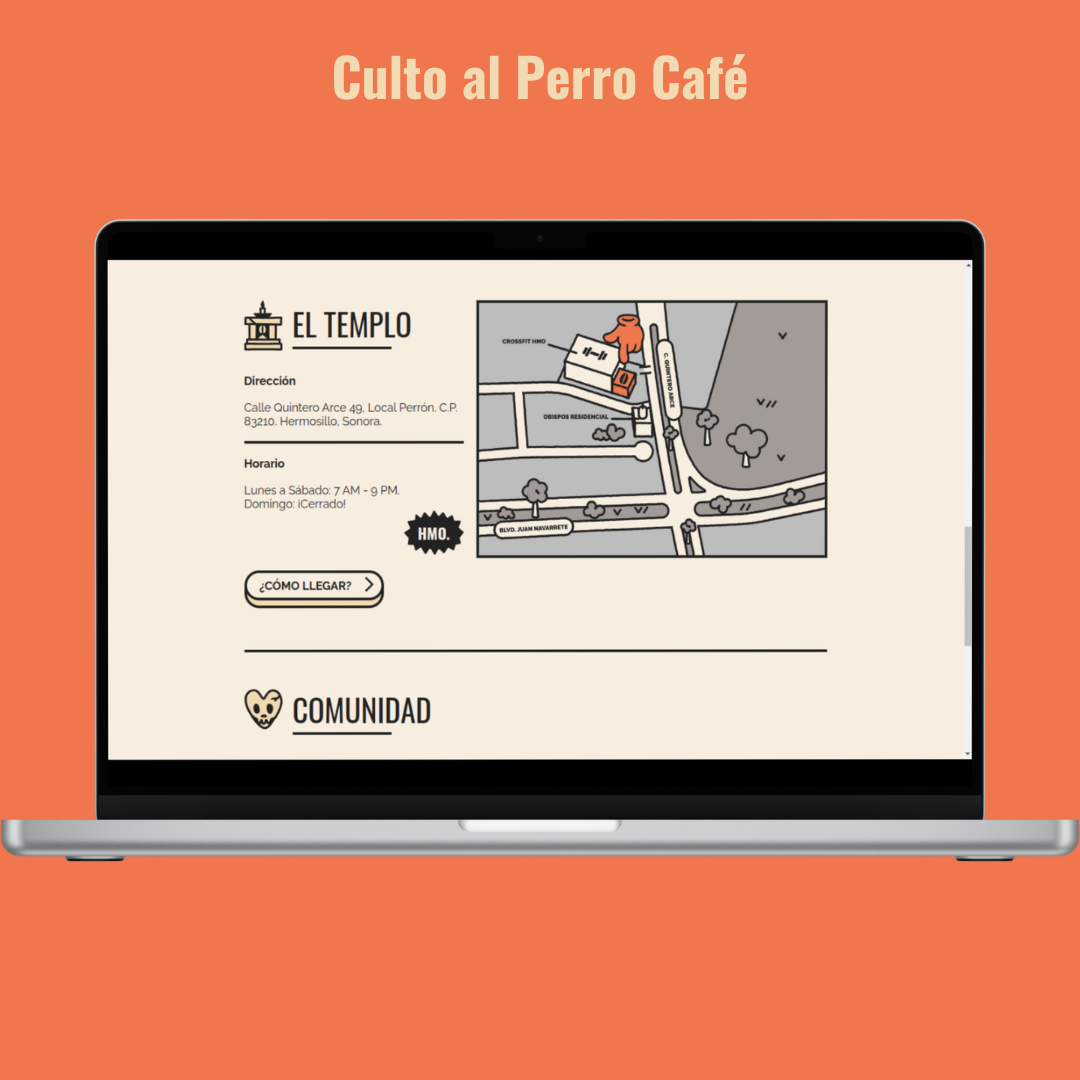 Culto al Perro Café
EL TEMPLO
Dirección
Calle Quintero Arce 49, Local Perrón. C.P.
83210. Hermosillo, Sonora.
Horario
Lunes a Sábado: 7 AM - 9 PM.
Domingo: ¡Cerrado!
HMO.
¿CÓMO LLEGAR?
CROSSFIT HMO
C. QUINTERO ARCE
OBISPOS RESIDENCIAL
BLVD. JUAN NAVARRETE
COMUNIDAD